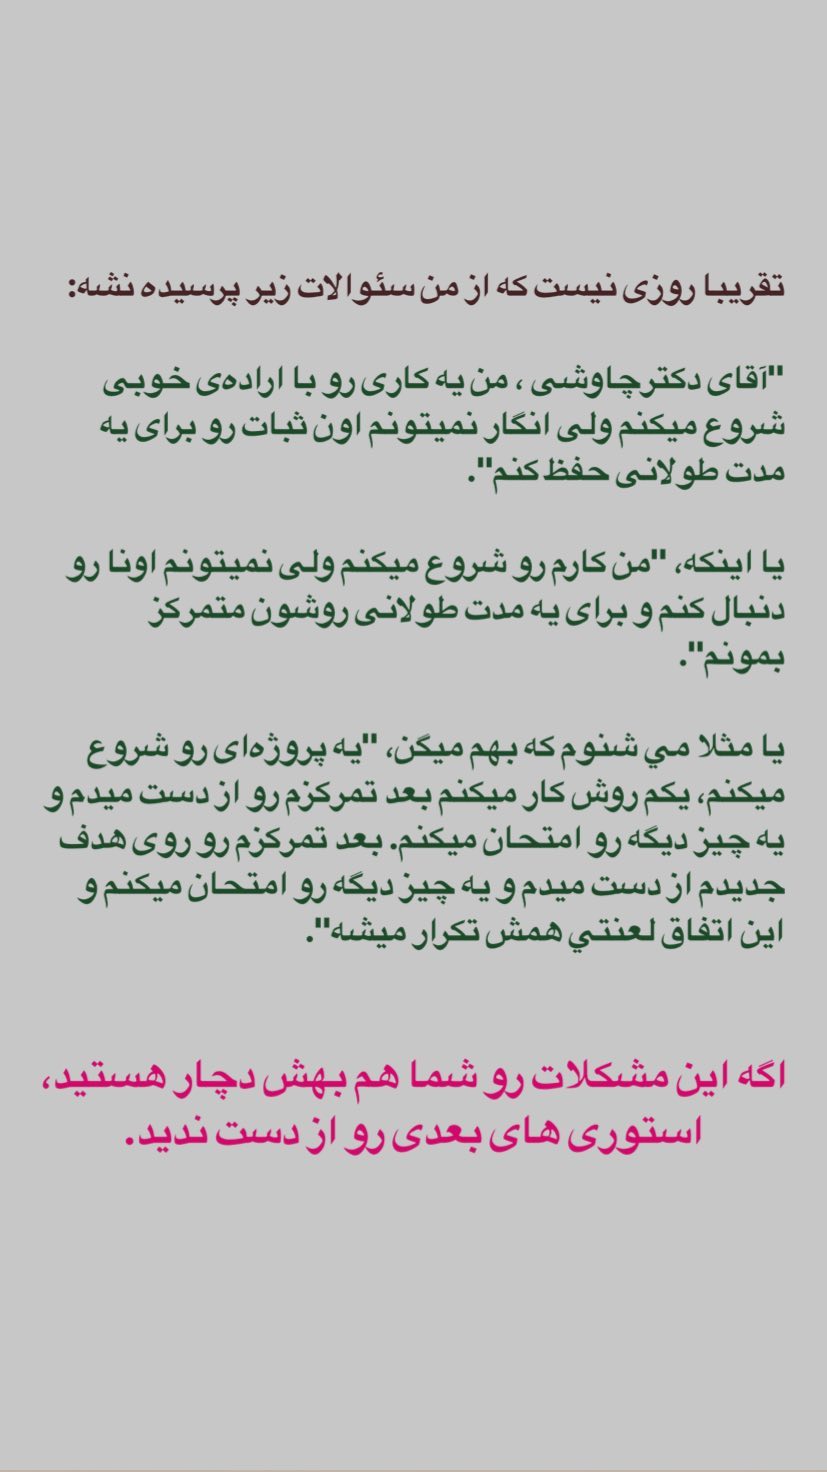 تقریبا روزی نیست که از من سئوالات زیر پرسیده نشه:
"آقای دکترچاوشی ، من یه کاری رو با اراده‌ی خوبی
شروع میکنم ولی انگار نمیتونم اون ثبات رو برای یه
مدت طولانی حفظ کنم".
یا اینکه، "من کارم رو شروع میکنم ولی نمیتونم اونا رو
دنبال کنم و برای یه مدت طولانی روشون متمرکز
بمونم".
یا مثلا مي شنوم که بهم میگن، "یه پروژه‌ای رو شروع
میکنم، یکم روش کار میکنم بعد تمرکزم رو از دست میدم و
یه چیز دیگه رو امتحان میکنم. بعد تمرکزم رو روی هدف
جدیدم از دست میدم و یه چیز دیگه رو امتحان میکنم و
این اتفاق لعنتي همش تکرار میشه".
اگه این مشکلات رو شما هم بهش دچار هستید،
استوری های بعدی رو از دست ندید.